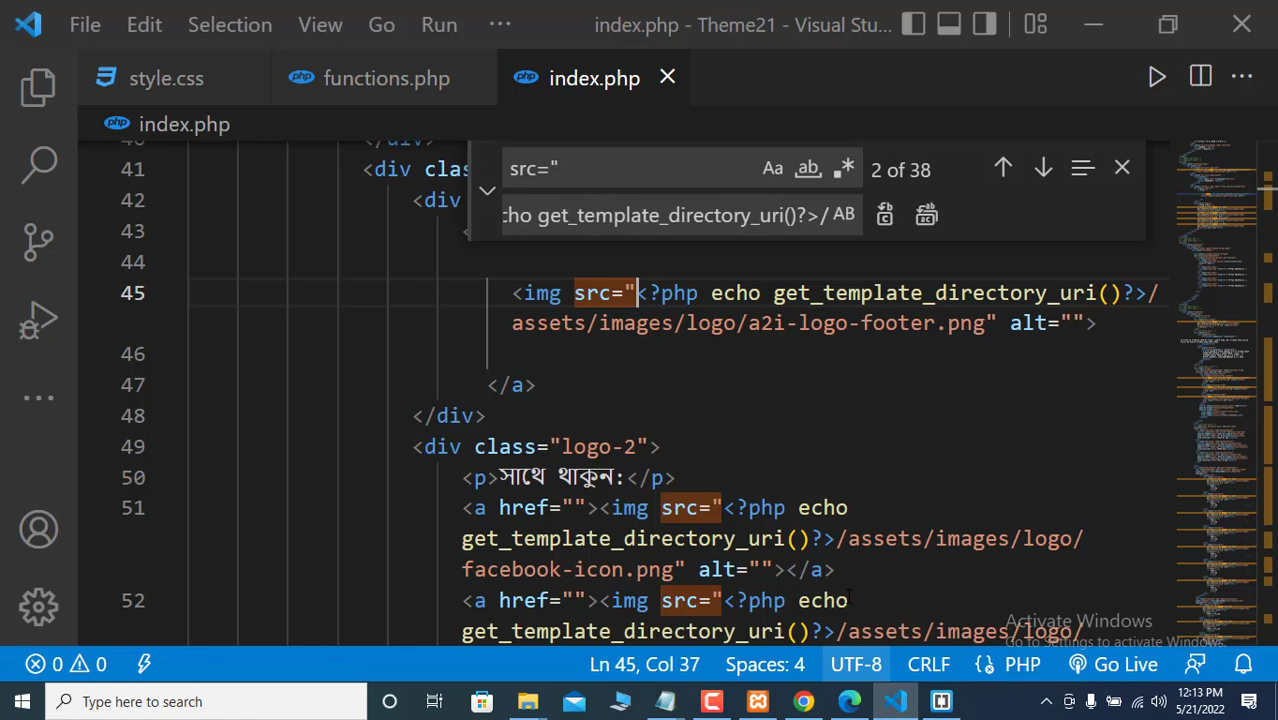 File Edit Selection View Go Run ··· index.php - Theme21 - Visual Stu...
style.css functions.php index.php
index.php
src=" Aa ab .* 2 of 38
cho get_template_directory_uri()?>/ AB
41 <div clas
42 <div
43
44
45 <img src="<?php echo get_template_directory_uri()?>/
assets/images/logo/a2i-logo-footer.png" alt="">
46
47 </a>
48 </div>
49 <div class="logo-2">
50 <p>সাথে থাকুন:</p>
51 <a href=""><img src="<?php echo
get_template_directory_uri()?>/assets/images/logo/
facebook-icon.png" alt=""></a>
52 <a href=""><img src="<?php echo
get_template_directory_uri()?>/assets/images/logo/
Activate Windows
Go to Settings to activate Windows.
0 0 Ln 45, Col 37 Spaces: 4 UTF-8 CRLF PHP Go Live
Type here to search
12:13 PM
5/21/2022